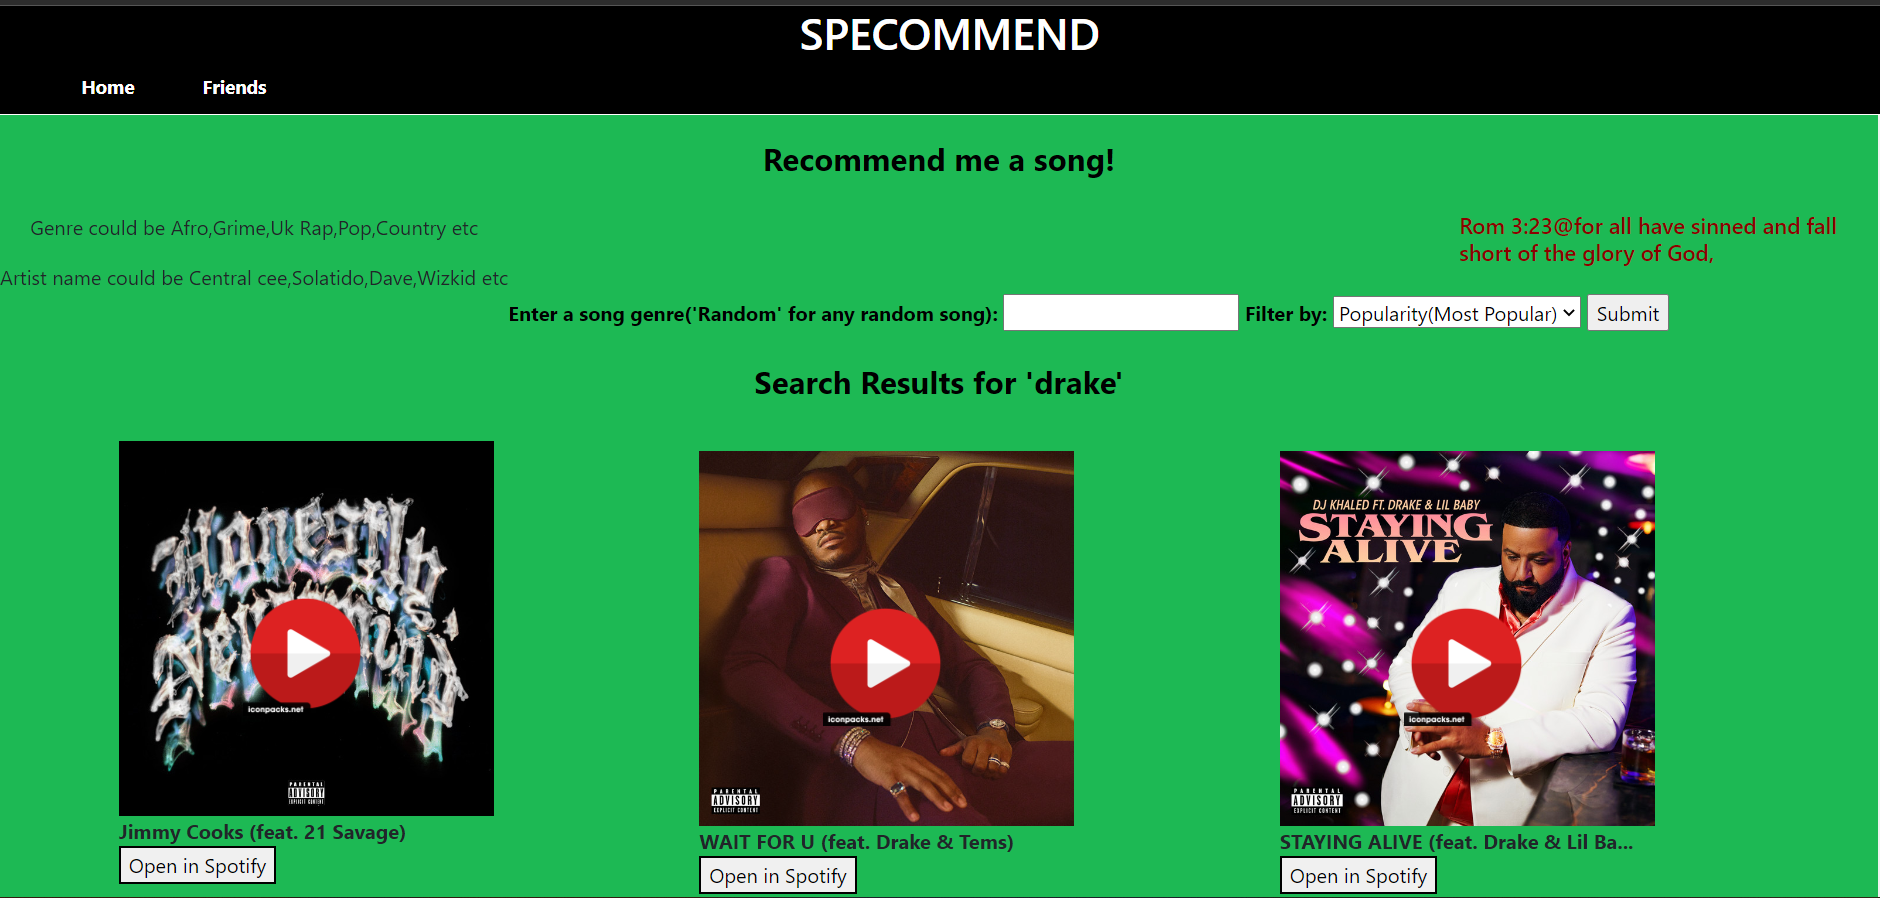 SPECOMMEND
Home
Friends
Recommend me a song!
Genre could be Afro,Grime,Uk Rap,Pop,Country etc
Rom 3:23@for all have sinned and fall
short of the glory of God,
Artist name could be Central cee,Solatido,Dave,Wizkid etc
Enter a song genre('Random' for any random song):
Filter by:
Popularity(Most Popular)
Submit
Search Results for 'drake'
Honestly
iconpacks.net
PARENTAL
ADVISORY
EXPLICIT CONTENT
Jimmy Cooks (feat. 21 Savage)
Open in Spotify
iconpacks.net
PARENTAL
ADVISORY
EXPLICIT CONTENT
WAIT FOR U (feat. Drake & Tems)
Open in Spotify
DJ KHALED FT. DRAKE & LIL BABY
STAYING
ALIVE
iconpacks.net
PARENTAL
ADVISORY
EXPLICIT CONTENT
STAYING ALIVE (feat. Drake & Lil Ba...
Open in Spotify